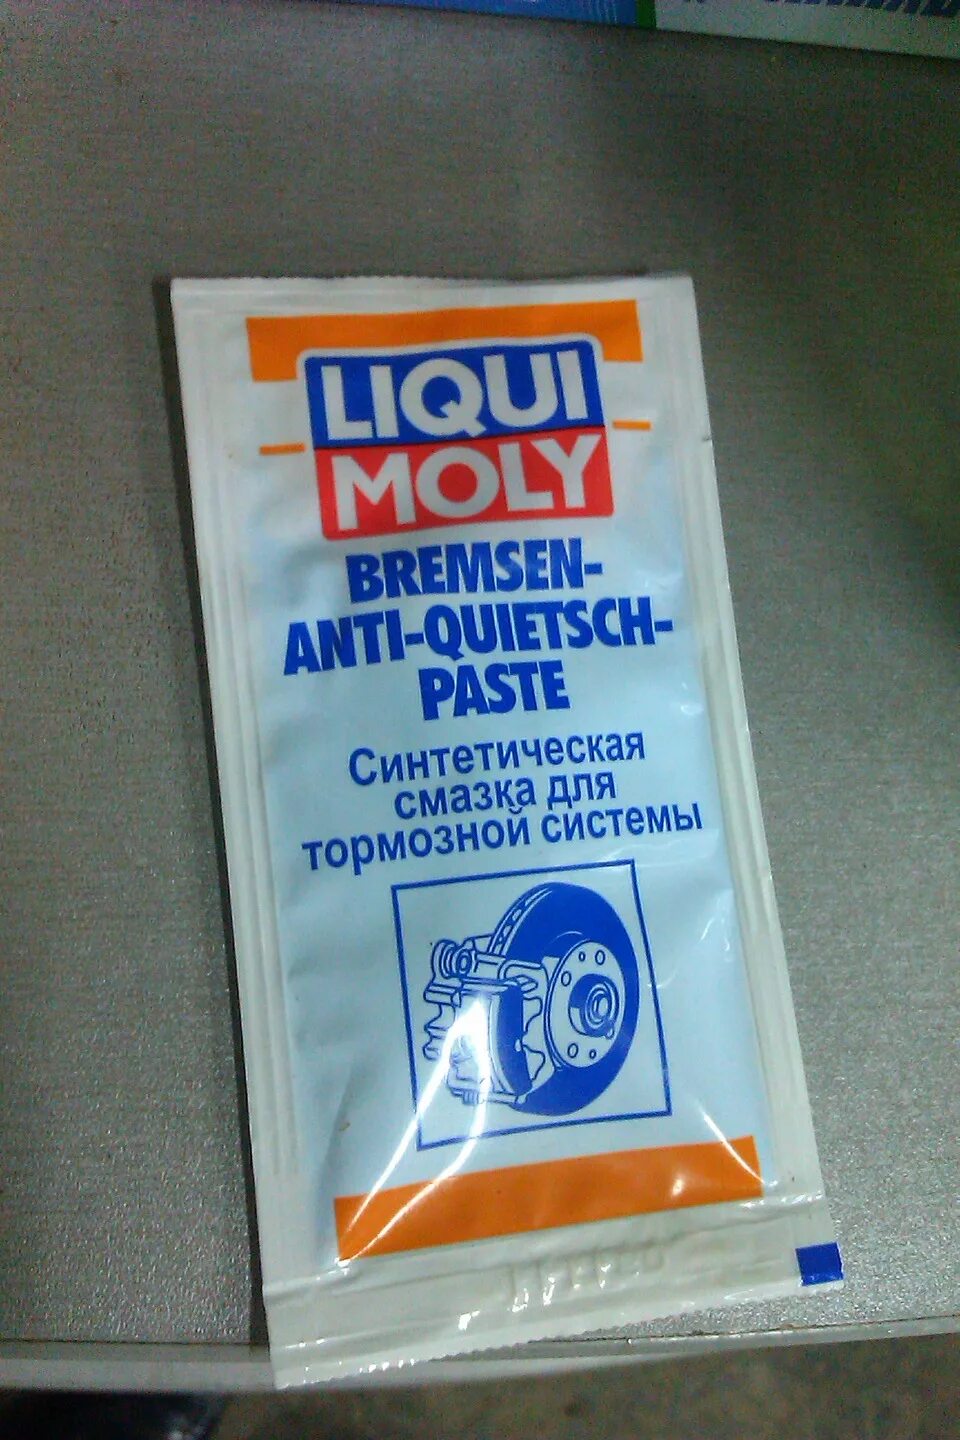 LIQUI
MOLY
BREMSEN-
ANTI-QUIETSCH-
PASTE
Синтетическая
смазка для
тормозной системы